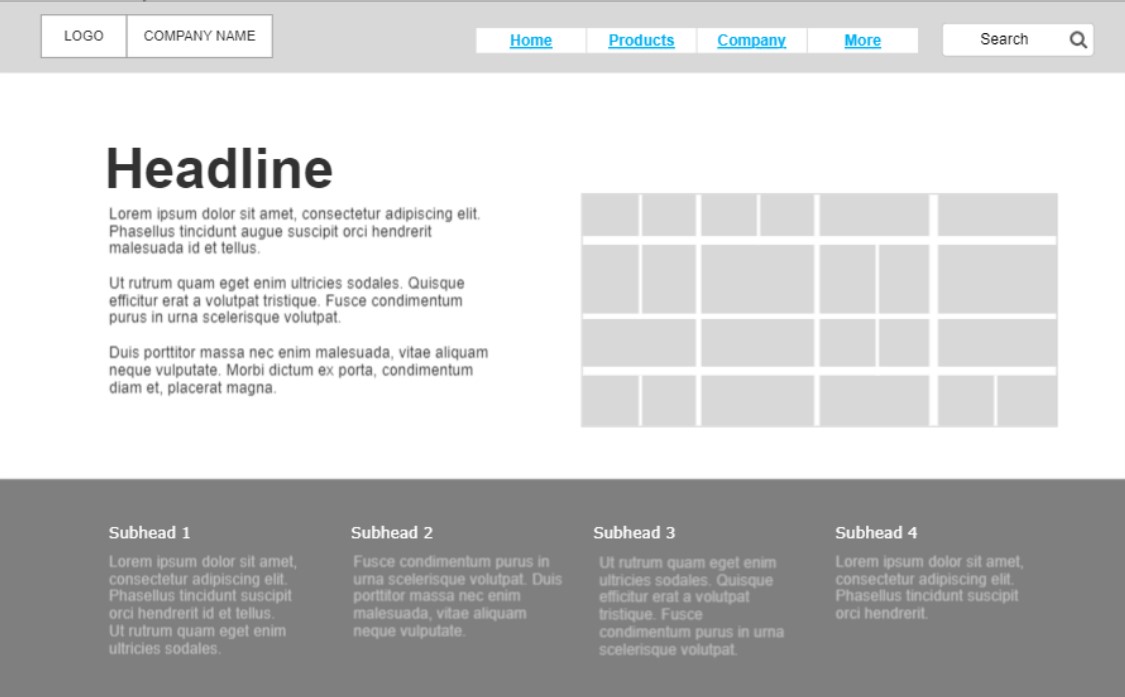 LOGO
COMPANY NAME
Home
Products
Company
More
Search
Headline
Lorem ipsum dolor sit amet, consectetur adipiscing elit.
Phasellus tincidunt augue suscipit orci hendrerit
malesuada id et tellus.
Ut rutrum quam eget enim ultricies sodales. Quisque
efficitur erat a volutpat tristique. Fusce condimentum
purus in urna scelerisque volutpat.
Duis porttitor massa nec enim malesuada, vitae aliquam
neque vulputate. Morbi dictum ex porta, condimentum
diam et, placerat magna.
Subhead 1
Lorem ipsum dolor sit amet,
consectetur adipiscing elit.
Phasellus tincidunt suscipit
orci hendrerit id et tellus.
Ut rutrum quam eget enim
ultricies sodales.
Subhead 2
Fusce condimentum purus in
urna scelerisque volutpat. Duis
porttitor massa nec enim
malesuada, vitae aliquam
neque vulputate.
Subhead 3
Ut rutrum quam eget enim
ultricies sodales. Quisque
efficitur erat a volutpat
tristique. Fusce
condimentum purus in urna
scelerisque volutpat.
Subhead 4
Lorem ipsum dolor sit amet,
consectetur adipiscing elit.
Phasellus tincidunt suscipit
orci hendrerit.